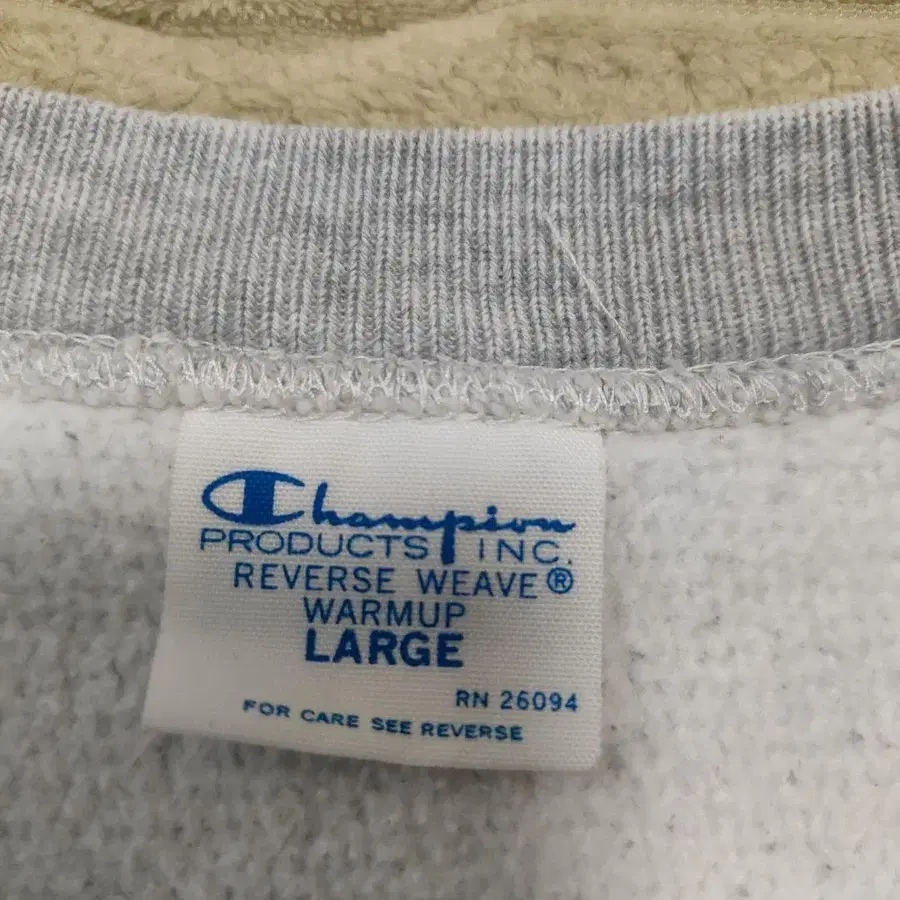 Champion
PRODUCTS INC.
REVERSE WEAVE®
WARMUP
LARGE
RN 26094
FOR CARE SEE REVERSE